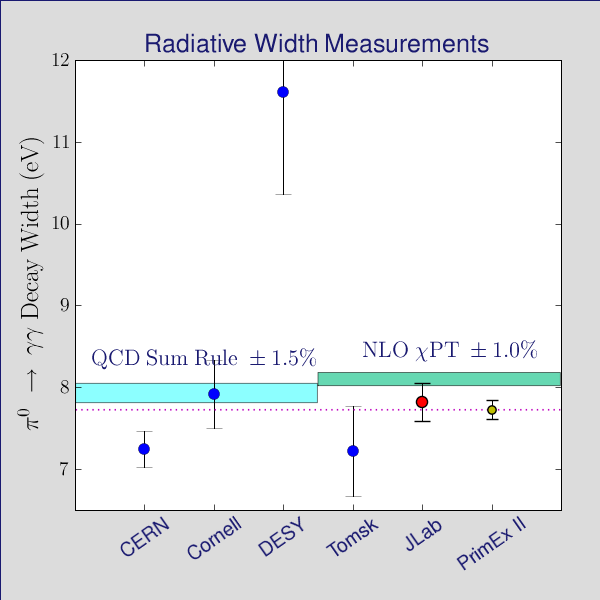 Radiative Width Measurements
π⁰ → γγ Decay Width (eV)
12
11
10
9
8
7
QCD Sum Rule ±1.5%
NLO χPT ±1.0%
CERN
Cornell
DESY
Tomsk
JLab
PrimEx II